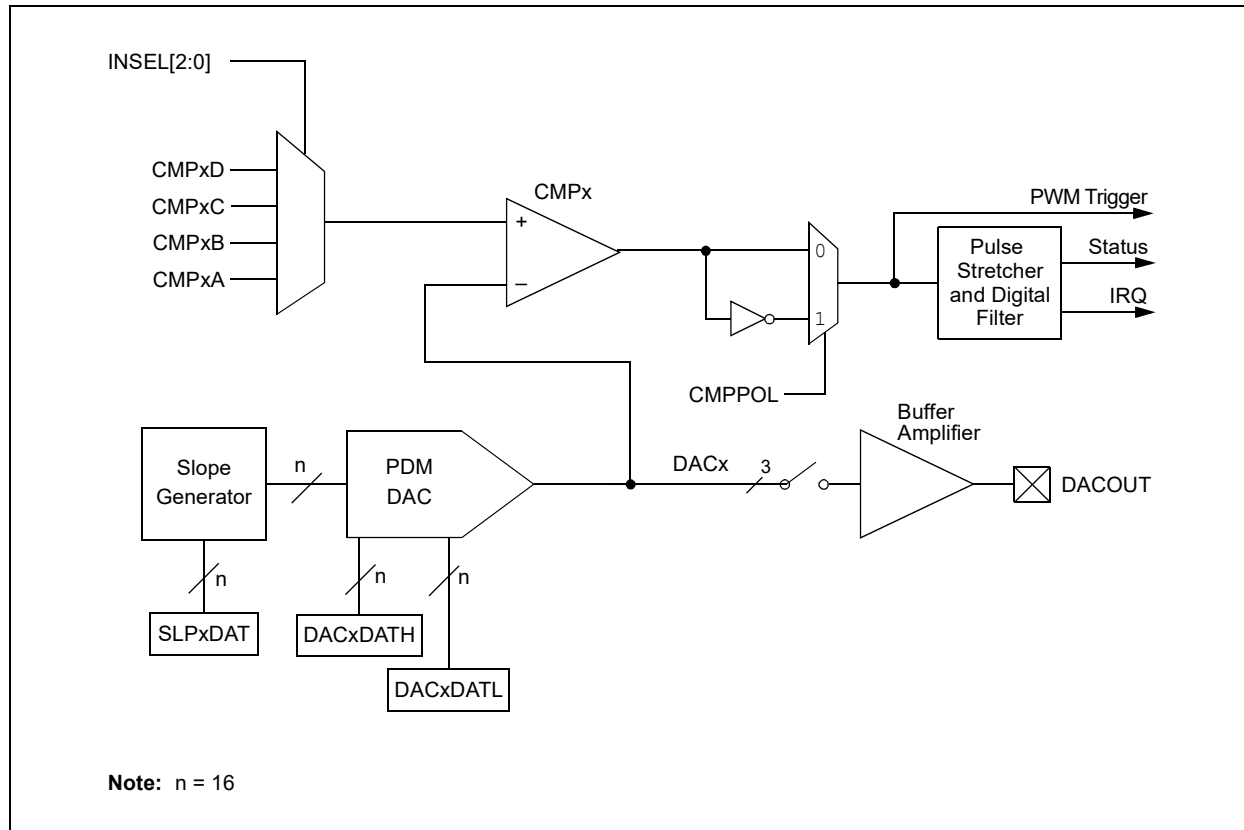 INSEL[2:0]
CMPxD
CMPxC
CMPxB
CMPxA
CMPx
+
–
0
1
CMPPOL
PWM Trigger
Pulse
Stretcher
and Digital
Filter
Status
IRQ
Slope
Generator
n
PDM
DAC
DACx
3
Buffer
Amplifier
DACOUT
n
n
n
SLPxDAT
DACxDATH
DACxDATL
Note: n = 16